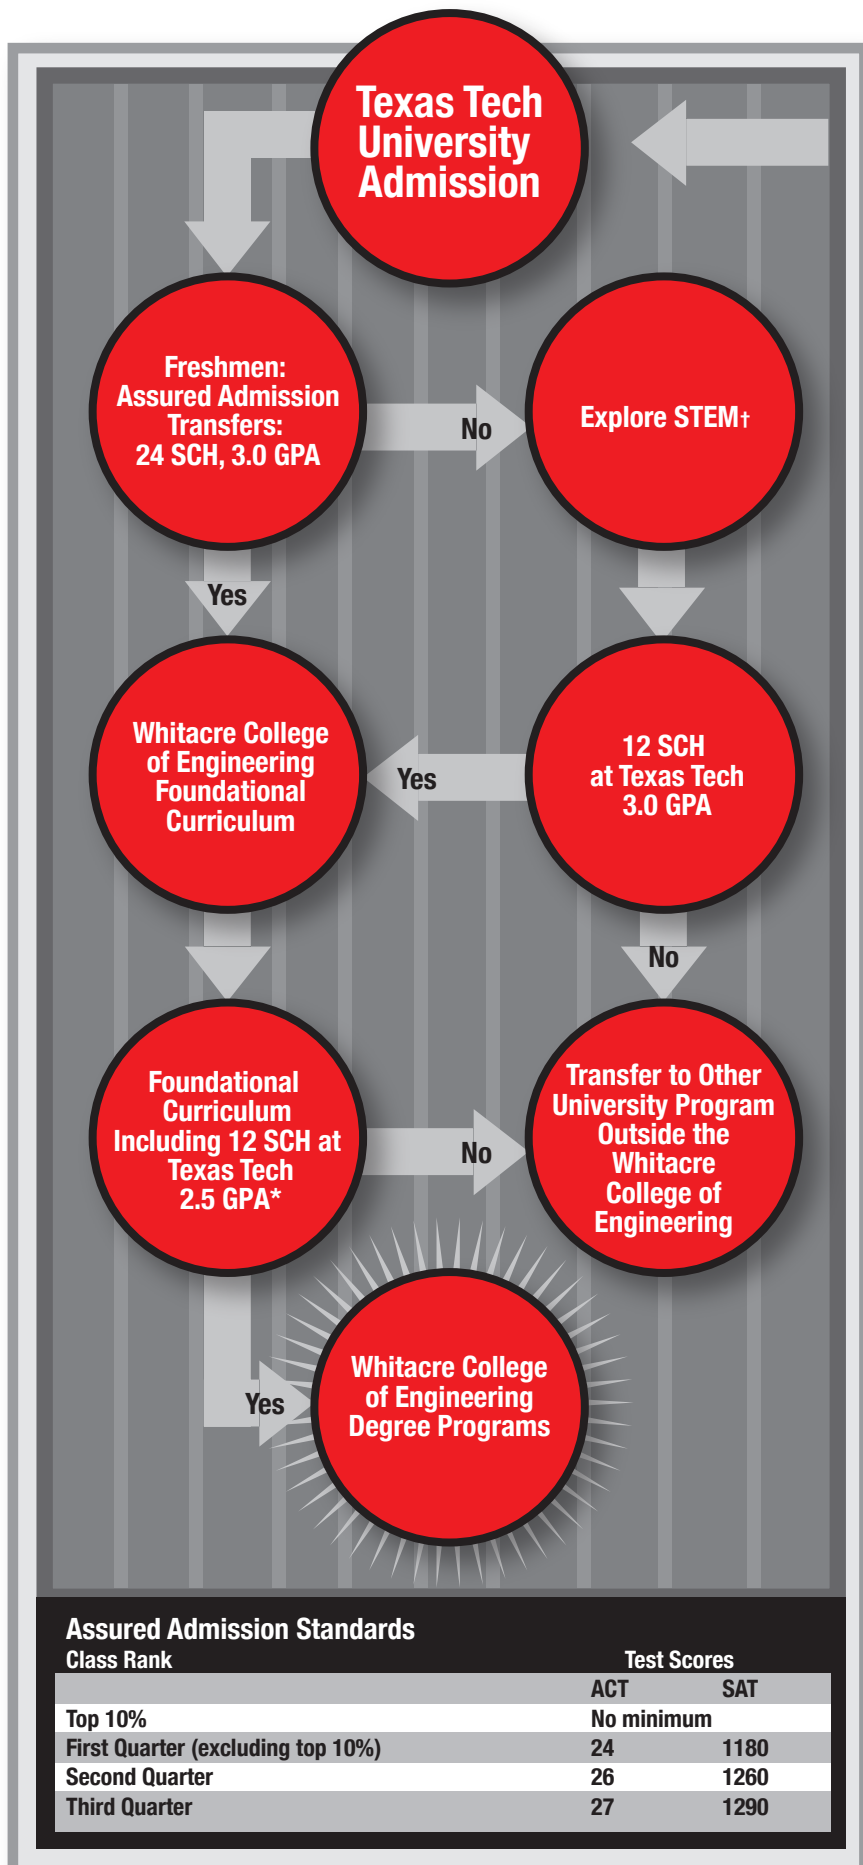 Texas Tech
University
Admission
Freshmen:
Assured Admission
Transfers:
24 SCH, 3.0 GPA
No
Explore STEM†
Yes
Whitacre College
of Engineering
Foundational
Curriculum
Yes
12 SCH
at Texas Tech
3.0 GPA
No
Foundational
Curriculum
Including 12 SCH at
Texas Tech
2.5 GPA*
No
Transfer to Other
University Program
Outside the
Whitacre
College of
Engineering
Yes
Whitacre College
of Engineering
Degree Programs
Assured Admission Standards
Class Rank Test Scores
ACT SAT
Top 10% No minimum
First Quarter (excluding top 10%) 24 1180
Second Quarter 26 1260
Third Quarter 27 1290